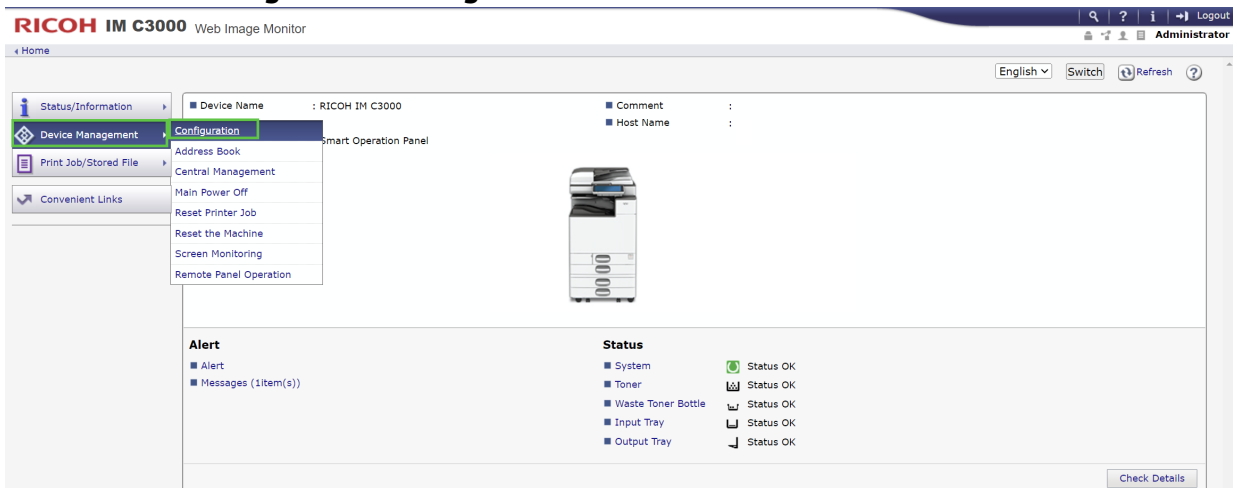 RICOH IM C3000 Web Image Monitor
? i Logout
Administrator
Home
English Switch Refresh ?
Status/Information
Device Management
Print Job/Stored File
Convenient Links
Configuration
Address Book
Central Management
Main Power Off
Reset Printer Job
Reset the Machine
Screen Monitoring
Remote Panel Operation
Device Name : RICOH IM C3000
Smart Operation Panel
Comment :
Host Name :
Alert
Alert
Messages (1item(s))
Status
System Status OK
Toner Status OK
Waste Toner Bottle Status OK
Input Tray Status OK
Output Tray Status OK
Check Details